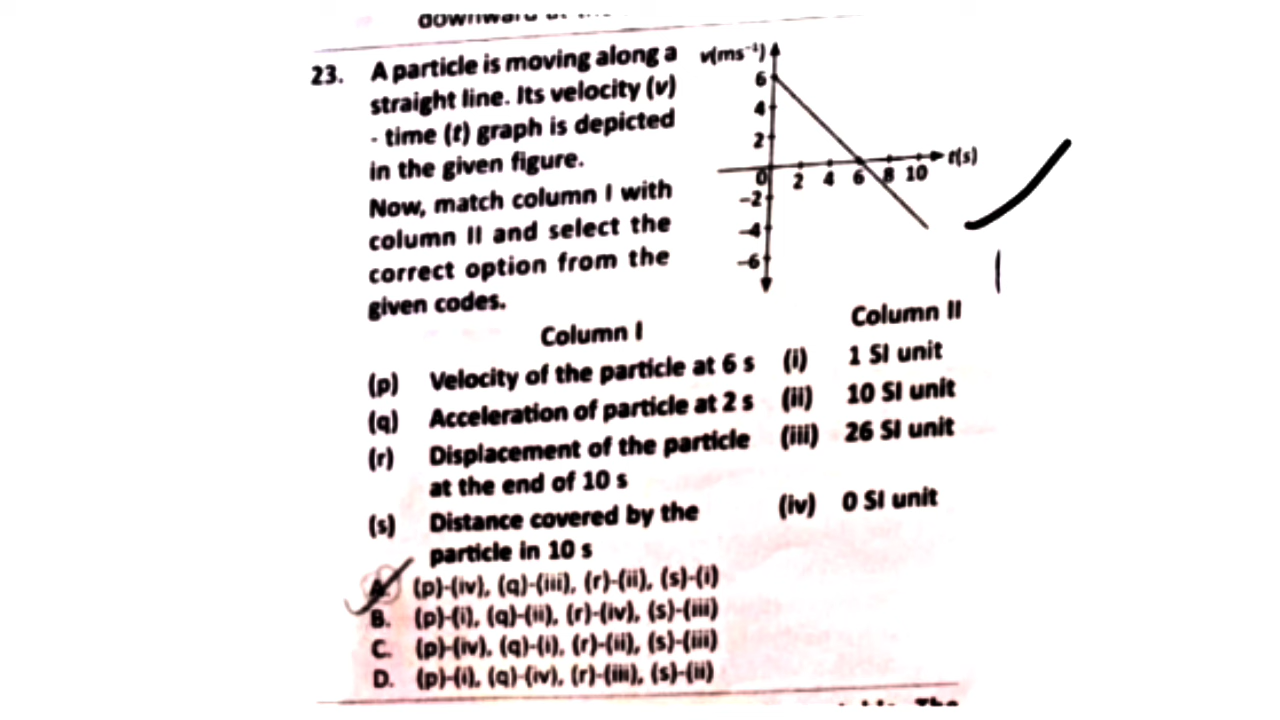 23. A particle is moving along a
straight line. Its velocity (v)
- time (t) graph is depicted
in the given figure.
Now, match column I with
column II and select the
correct option from the
given codes.
v(ms⁻¹)
6
4
2
0 2 4 6 8 10 t(s)
-2
-4
-6
Column I Column II
(p) Velocity of the particle at 6 s (i) 1 SI unit
(q) Acceleration of particle at 2 s (ii) 10 SI unit
(r) Displacement of the particle (iii) 26 SI unit
at the end of 10 s
(s) Distance covered by the (iv) 0 SI unit
particle in 10 s
A. (p)-(iv), (q)-(iii), (r)-(ii), (s)-(i)
B. (p)-(i), (q)-(ii), (r)-(iv), (s)-(iii)
C. (p)-(iv), (q)-(i), (r)-(ii), (s)-(iii)
D. (p)-(i), (q)-(iv), (r)-(iii), (s)-(ii)